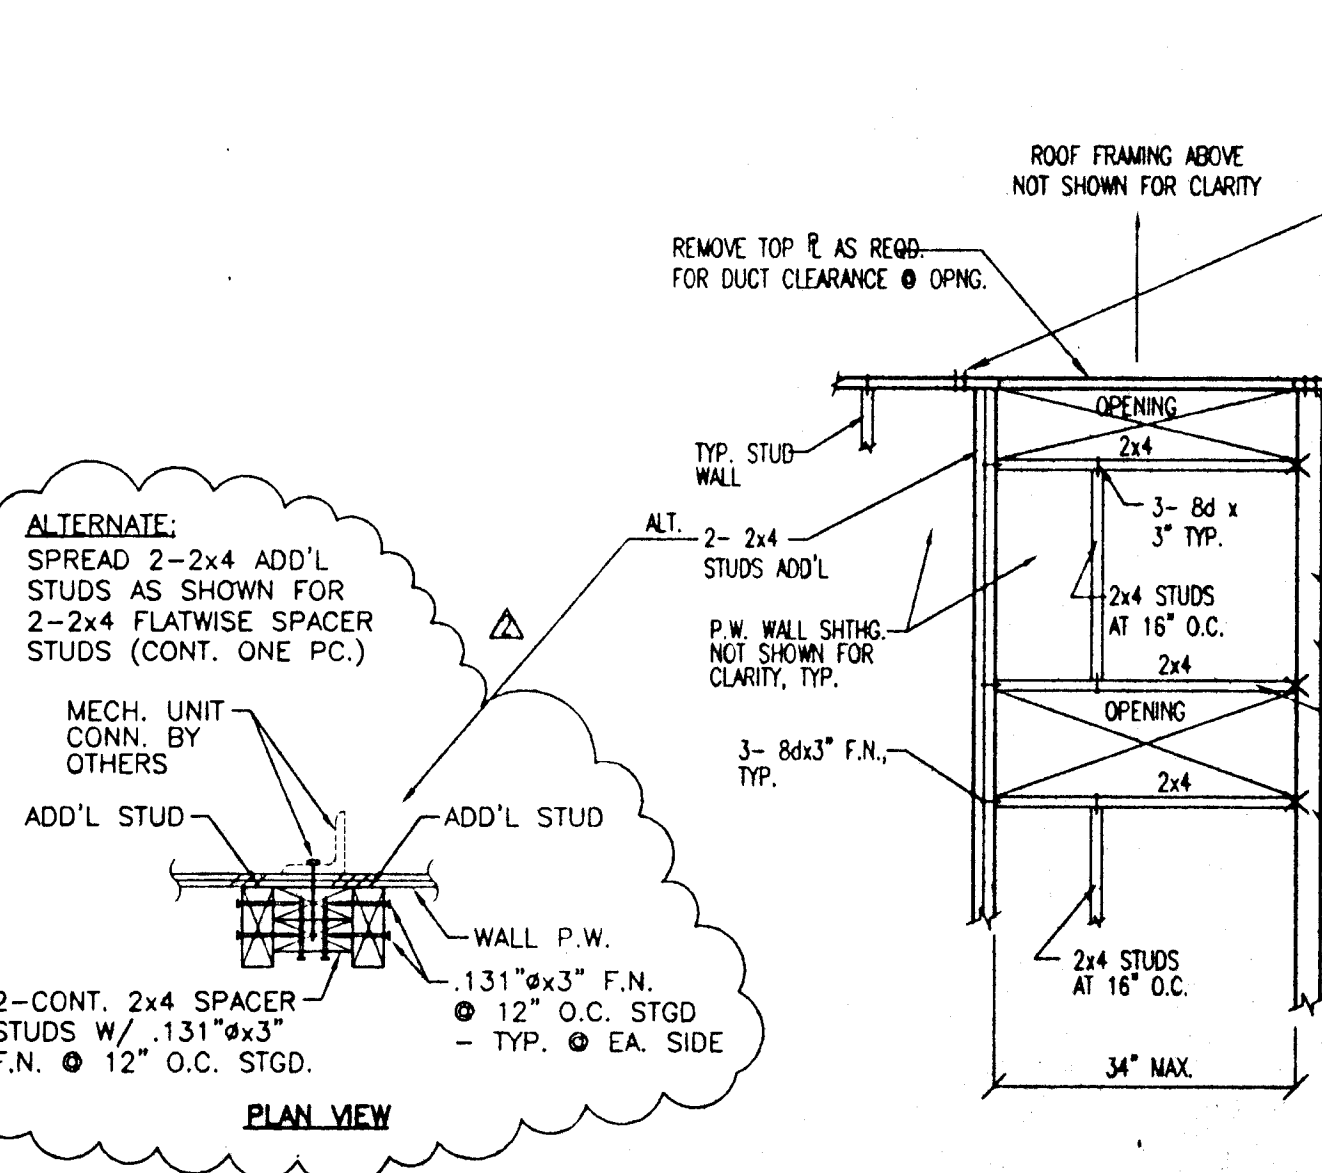 ROOF FRAMING ABOVE
NOT SHOWN FOR CLARITY
REMOVE TOP ⅊ AS REQD.
FOR DUCT CLEARANCE @ OPNG.
OPENING
2x4
TYP. STUD
WALL
3- 8d x
3" TYP.
ALT.
2- 2x4
STUDS ADD'L
2x4 STUDS
AT 16" O.C.
P.W. WALL SHTHG.
NOT SHOWN FOR
CLARITY, TYP.
2x4
OPENING
3- 8dx3" F.N.,
TYP.
2x4
2x4 STUDS
AT 16" O.C.
34" MAX.
ALTERNATE:
SPREAD 2-2x4 ADD'L
STUDS AS SHOWN FOR
2-2x4 FLATWISE SPACER
STUDS (CONT. ONE PC.)
2
MECH. UNIT
CONN. BY
OTHERS
ADD'L STUD
ADD'L STUD
WALL P.W.
.131"øx3" F.N.
@ 12" O.C. STGD
- TYP. @ EA. SIDE
2-CONT. 2x4 SPACER
STUDS W/ .131"øx3"
F.N. @ 12" O.C. STGD.
PLAN VIEW